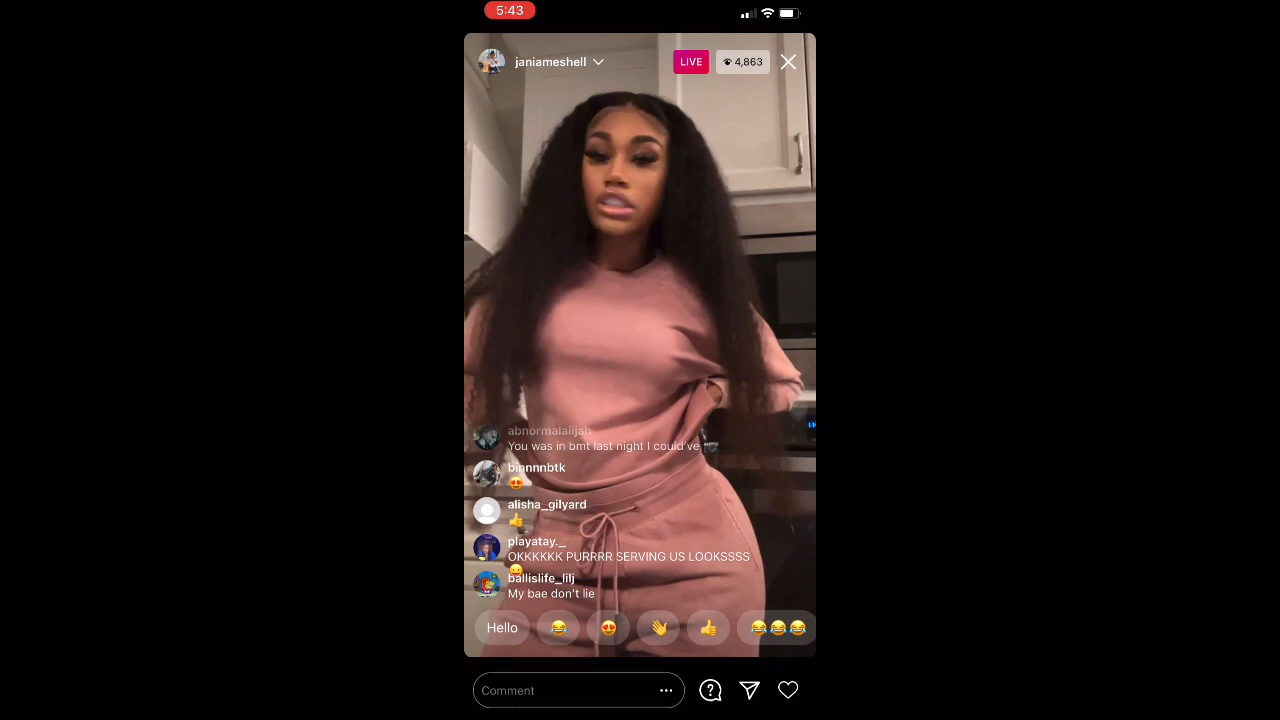 5:43
janiameshell
LIVE
4,863
abnormalalijah
You was in bmt last night I could've
binnnnbtk
alisha_gilyard
playatay._
OKKKKKK PURRRR SERVING US LOOKSSSS
ballislife_lilj
My bae don't lie
Hello
Comment